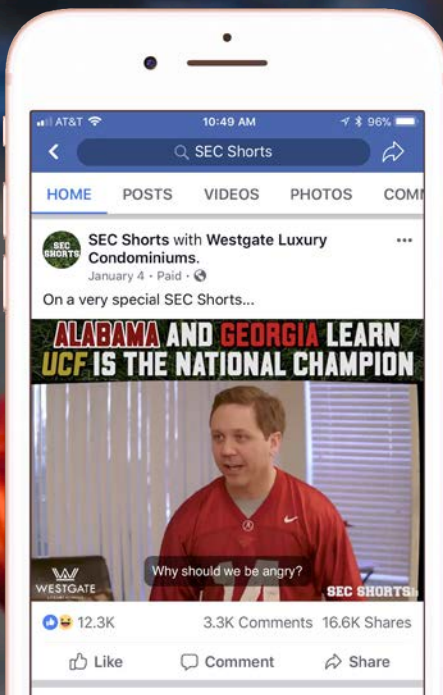 AT&T 10:49 AM 96%
SEC Shorts
HOME POSTS VIDEOS PHOTOS COM
SEC SHORTS
SEC Shorts with Westgate Luxury
Condominiums.
January 4 · Paid ·
On a very special SEC Shorts...
ALABAMA AND GEORGIA LEARN
UCF IS THE NATIONAL CHAMPION
Why should we be angry?
WESTGATE
SEC SHORTS
12.3K 3.3K Comments 16.6K Shares
Like Comment Share